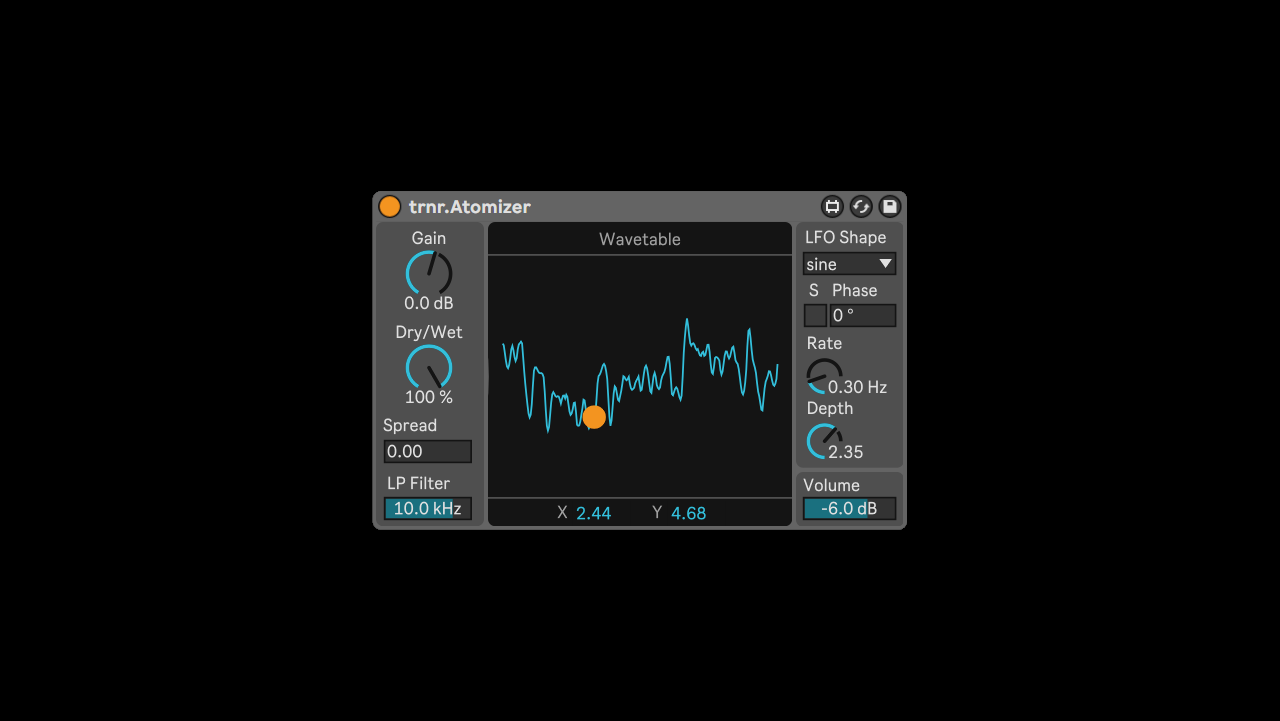 trnr.Atomizer
Gain
0.0 dB
Dry/Wet
100 %
Spread
0.00
LP Filter
10.0 kHz
Wavetable
X 2.44 Y 4.68
LFO Shape
sine
S Phase
0 °
Rate
0.30 Hz
Depth
2.35
Volume
-6.0 dB